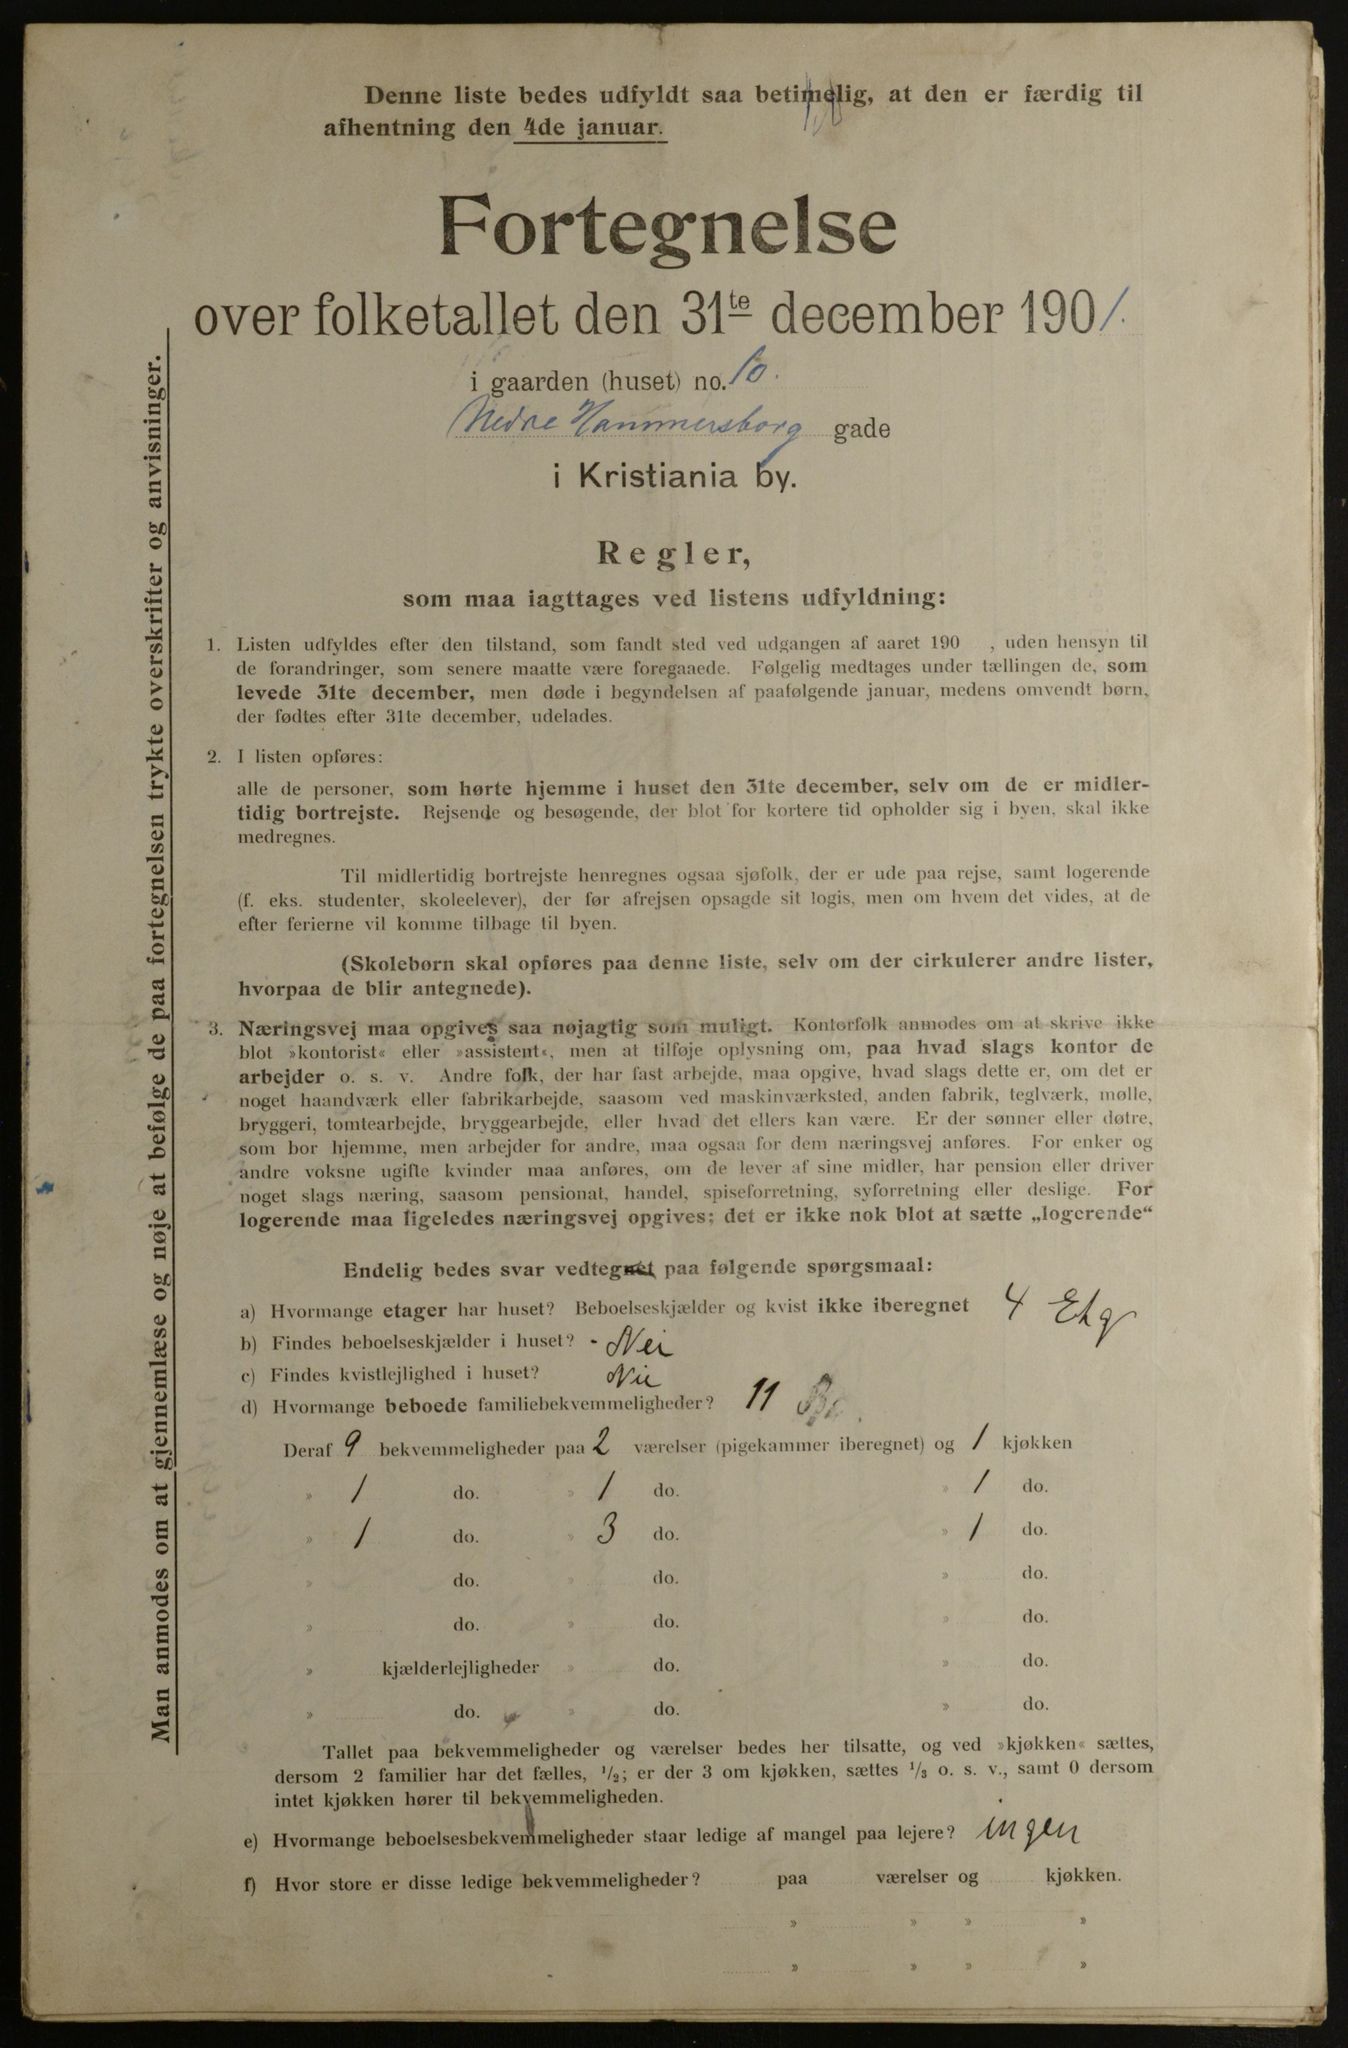 Denne liste bedes udfyldt saa betimelig, at den er færdig til
afhentning den 4de januar.
Fortegnelse
over folketallet den 31te december 1901.
i gaarden (huset) no. 10.
Nedre Hammersborg gade
i Kristiania by.
Regler,
som maa iagttages ved listens udfyldning:
1. Listen udfyldes efter den tilstand, som fandt sted ved udgangen af aaret 190 , uden hensyn til
de forandringer, som senere maatte være foregaaede. Følgelig medtages under tællingen de, som
levede 31te december, men døde i begyndelsen af paafølgende januar, medens omvendt børn,
der fødtes efter 31te december, udelades.
2. I listen opføres:
alle de personer, som hørte hjemme i huset den 31te december, selv om de er midler-
tidig bortrejste. Rejsende og besøgende, der blot for kortere tid opholder sig i byen, skal ikke
medregnes.
Til midlertidig bortrejste henregnes ogsaa sjøfolk, der er ude paa rejse, samt logerende
(f. eks. studenter, skoleelever), der før afrejsen opsagde sit logis, men om hvem det vides, at de
efter ferierne vil komme tilbage til byen.
(Skolebørn skal opføres paa denne liste, selv om der cirkulerer andre lister,
hvorpaa de blir antegnede).
3. Næringsvej maa opgives saa nøjagtig som muligt. Kontorfolk anmodes om at skrive ikke
blot »kontorist« eller »assistent«, men at tilføje oplysning om, paa hvad slags kontor de
arbejder o. s. v. Andre folk, der har fast arbejde, maa opgive, hvad slags dette er, om det er
noget haandværk eller fabrikarbejde, saasom ved maskinværksted, anden fabrik, teglværk, mølle,
bryggeri, tomtearbejde, bryggearbejde, eller hvad det ellers kan være. Er der sønner eller døtre,
som bor hjemme, men arbejder for andre, maa ogsaa for dem næringsvej anføres. For enker og
andre voksne ugifte kvinder maa anføres, om de lever af sine midler, har pension eller driver
noget slags næring, saasom pensionat, handel, spiseforretning, syforretning eller deslige. For
logerende maa ligeledes næringsvej opgives; det er ikke nok blot at sætte „logerende“
Endelig bedes svar vedtegnet paa følgende spørgsmaal:
a) Hvormange etager har huset? Beboelseskjælder og kvist ikke iberegnet 4 Etg
b) Findes beboelseskjælder i huset? - Nei
c) Findes kvistlejlighed i huset? Nei
d) Hvormange beboede familiebekvemmeligheder? 11
Deraf 9 bekvemmeligheder paa 2 værelser (pigekammer iberegnet) og 1 kjøkken
» 1 do. » 1 do. » 1 do.
» 1 do. » 3 do. » 1 do.
» do. » do. » do.
» do. » do. » do.
» kjælderlejligheder » do. » do.
» do. » do. » do.
Tallet paa bekvemmeligheder og værelser bedes her tilsatte, og ved »kjøkken« sættes,
dersom 2 familier har det fælles, 1/2; er der 3 om kjøkken, sættes 1/3 o. s. v., samt 0 dersom
intet kjøkken hører til bekvemmeligheden.
e) Hvormange beboelsesbekvemmeligheder staar ledige af mangel paa lejere? ingen
f) Hvor store er disse ledige bekvemmeligheder? paa værelser og kjøkken.
» » » »
» » » »
Man anmodes om at gjennemlæse og nøje at befølge de paa fortegnelsen trykte overskrifter og anvisninger.